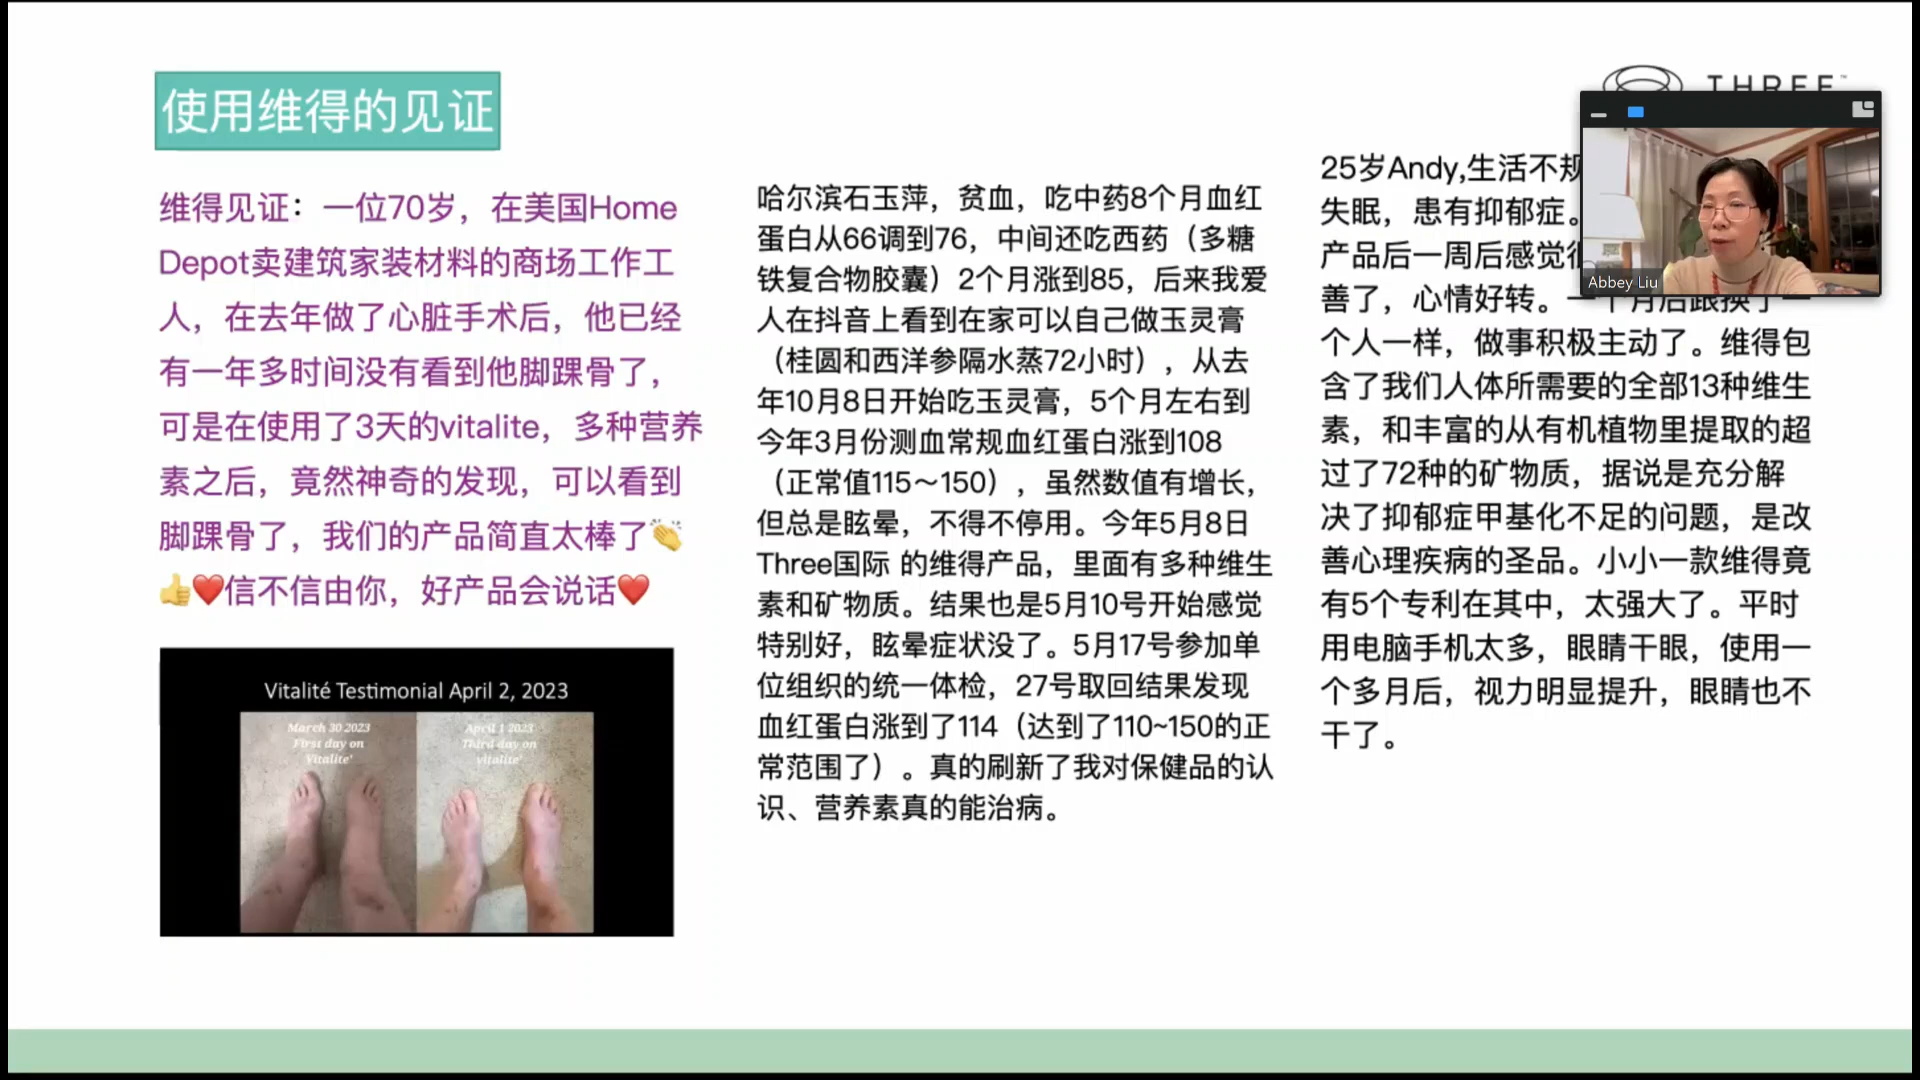 使用维得的见证
THREE
维得见证：一位70岁，在美国Home
Depot卖建筑家装材料的商场工作工
人，在去年做了心脏手术后，他已经
有一年多时间没有看到他脚踝骨了，
可是在使用了3天的vitalite，多种营养
素之后，竟然神奇的发现，可以看到
脚踝骨了，我们的产品简直太棒了👏
👍❤️信不信由你，好产品会说话❤️
Vitalité Testimonial April 2, 2023
March 30 2023
First day on
Vitalite'
April 1 2023
Third day on
vitalite'
哈尔滨石玉萍，贫血，吃中药8个月血红
蛋白从66调到76，中间还吃西药（多糖
铁复合物胶囊）2个月涨到85，后来我爱
人在抖音上看到在家可以自己做玉灵膏
（桂圆和西洋参隔水蒸72小时），从去
年10月8日开始吃玉灵膏，5个月左右到
今年3月份测血常规血红蛋白涨到108
（正常值115～150），虽然数值有增长，
但总是眩晕，不得不停用。今年5月8日
Three国际 的维得产品，里面有多种维生
素和矿物质。结果也是5月10号开始感觉
特别好，眩晕症状没了。5月17号参加单
位组织的统一体检，27号取回结果发现
血红蛋白涨到了114（达到了110~150的正
常范围了）。真的刷新了我对保健品的认
识、营养素真的能治病。
25岁Andy,生活不规
失眠，患有抑郁症。
产品后一周后感觉很
善了，心情好转。一个月后跟换了一
个人一样，做事积极主动了。维得包
含了我们人体所需要的全部13种维生
素，和丰富的从有机植物里提取的超
过了72种的矿物质，据说是充分解
决了抑郁症甲基化不足的问题，是改
善心理疾病的圣品。小小一款维得竟
有5个专利在其中，太强大了。平时
用电脑手机太多，眼睛干眼，使用一
个多月后，视力明显提升，眼睛也不
干了。
Abbey Liu